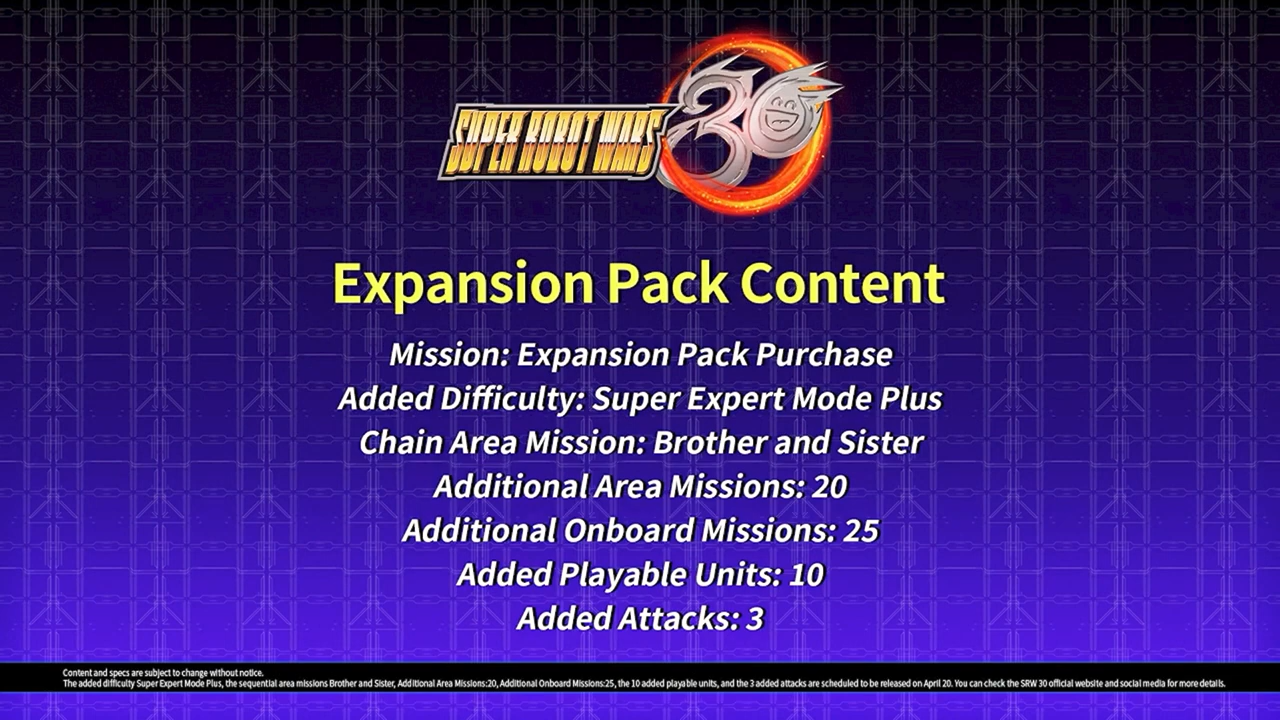 SUPER ROBOT WARS 30
Expansion Pack Content
Mission: Expansion Pack Purchase
Added Difficulty: Super Expert Mode Plus
Chain Area Mission: Brother and Sister
Additional Area Missions: 20
Additional Onboard Missions: 25
Added Playable Units: 10
Added Attacks: 3
Content and specs are subject to change without notice.
The added difficulty Super Expert Mode Plus, the sequential area missions Brother and Sister, Additional Area Missions:20, Additional Onboard Missions:25, the 10 added playable units, and the 3 added attacks are scheduled to be released on April 20. You can check the SRW 30 official website and social media for more details.